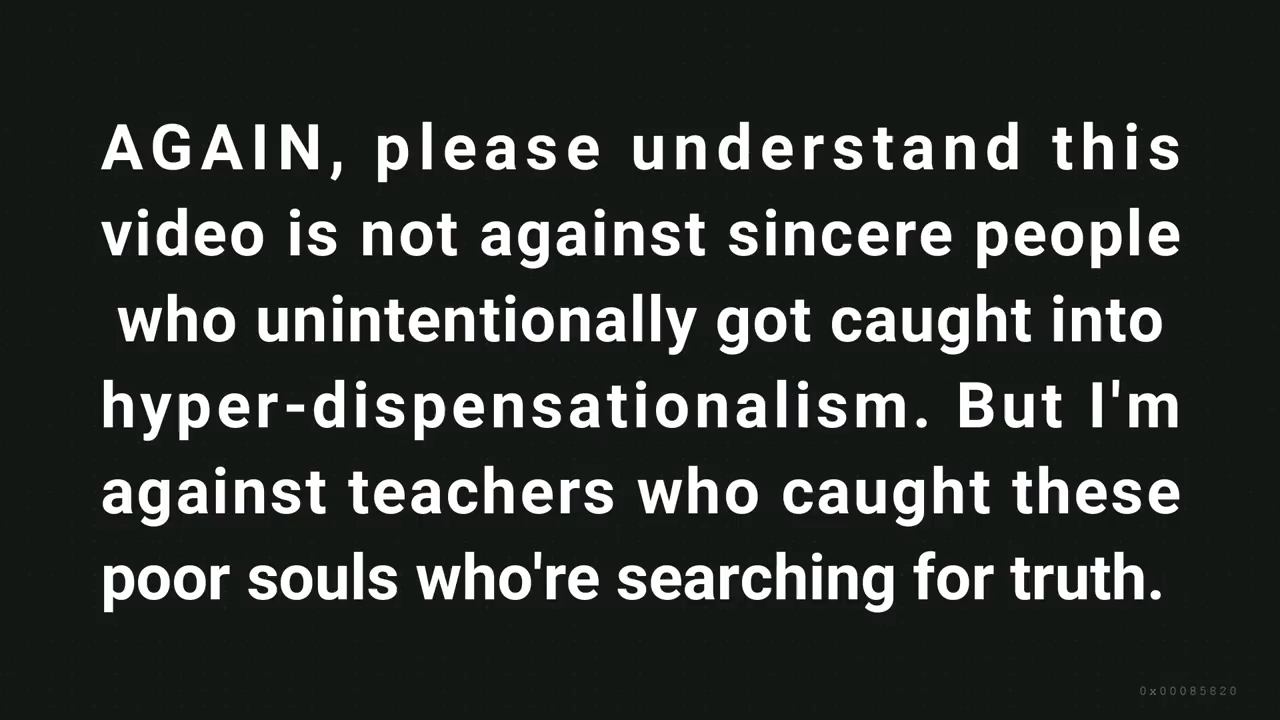 AGAIN, please understand this
video is not against sincere people
who unintentionally got caught into
hyper-dispensationalism. But I'm
against teachers who caught these
poor souls who're searching for truth.
0x00085820